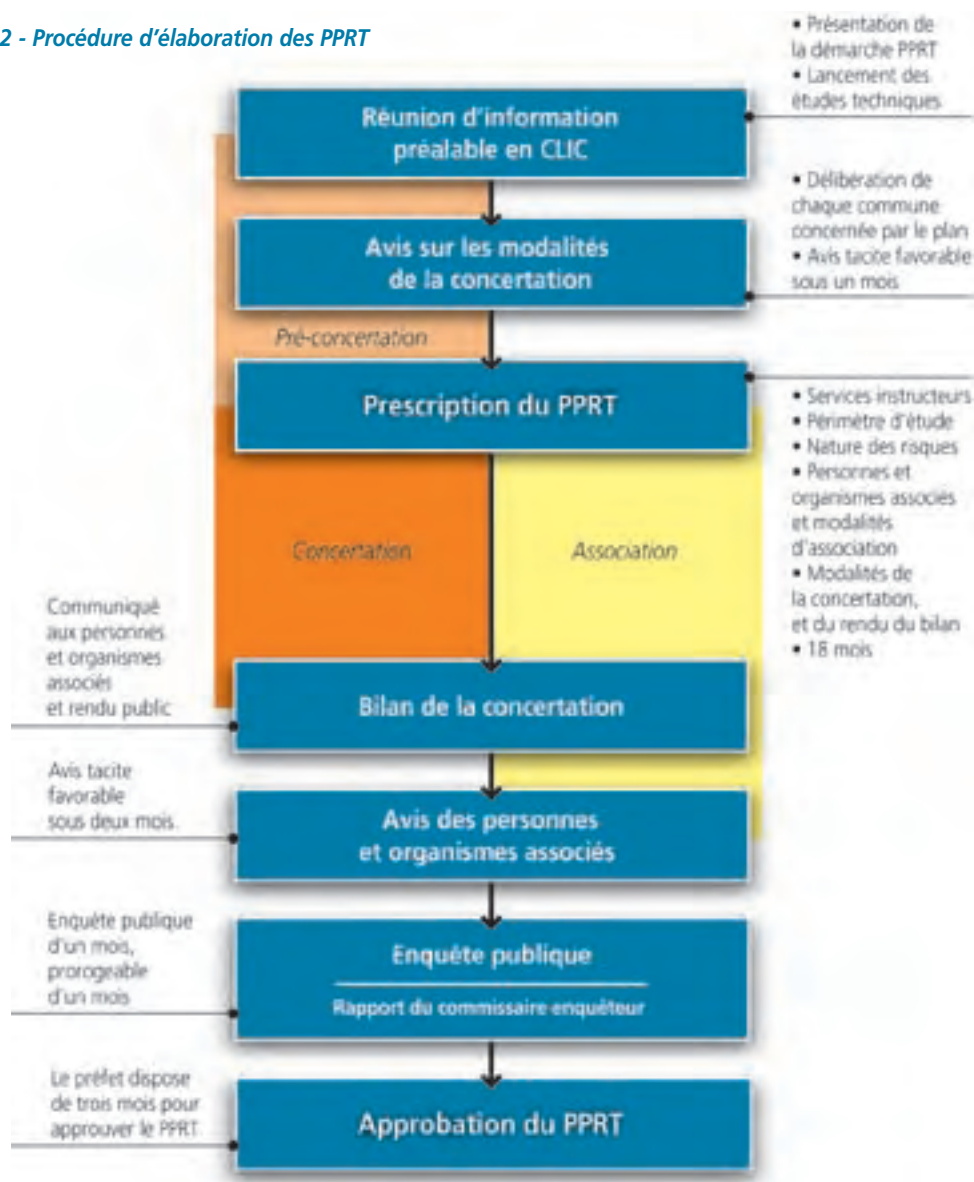 2 - Procédure d'élaboration des PPRT
• Présentation de
la démarche PPRT
• Lancement des
études techniques
Réunion d'information
préalable en CLIC
• Délibération de
chaque commune
concernée par le plan
• Avis tacite favorable
sous un mois
Avis sur les modalités
de la concertation
Pré-concertation
Prescription du PPRT
• Services instructeurs
• Périmètre d'étude
• Nature des risques
• Personnes et
organismes associés
et modalités
d'association
• Modalités de
la concertation,
et du rendu du bilan
• 18 mois
Concertation
Association
Communiqué
aux personnes
et organismes
associés
et rendu public
Bilan de la concertation
Avis tacite
favorable
sous deux mois.
Avis des personnes
et organismes associés
Enquête publique
d'un mois,
prorogeable
d'un mois
Enquête publique
Rapport du commissaire enquêteur
Le préfet dispose
de trois mois pour
approuver le PPRT
Approbation du PPRT